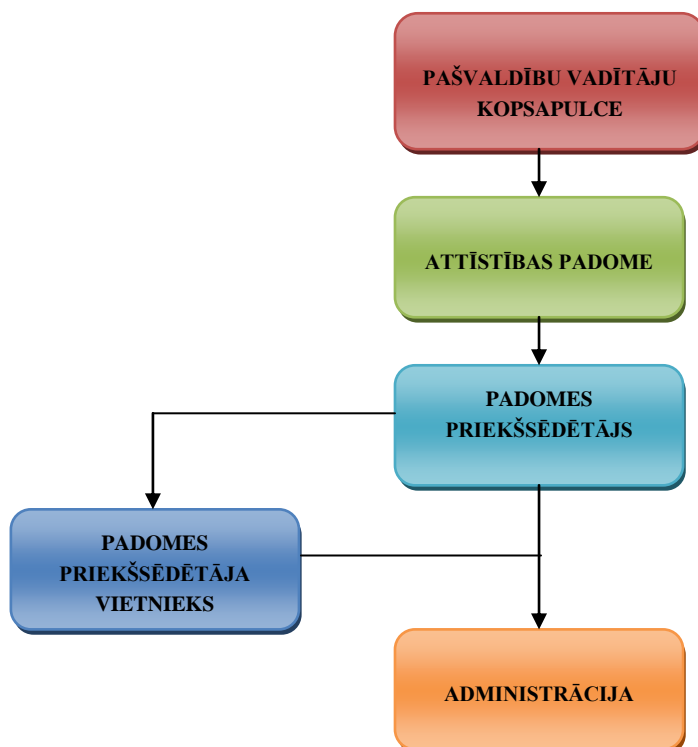 PAŠVALDĪBU VADĪTĀJU
KOPSAPULCE
ATTĪSTĪBAS PADOME
PADOMES
PRIEKŠSĒDĒTĀJS
PADOMES
PRIEKŠSĒDĒTĀJA
VIETNIEKS
ADMINISTRĀCIJA